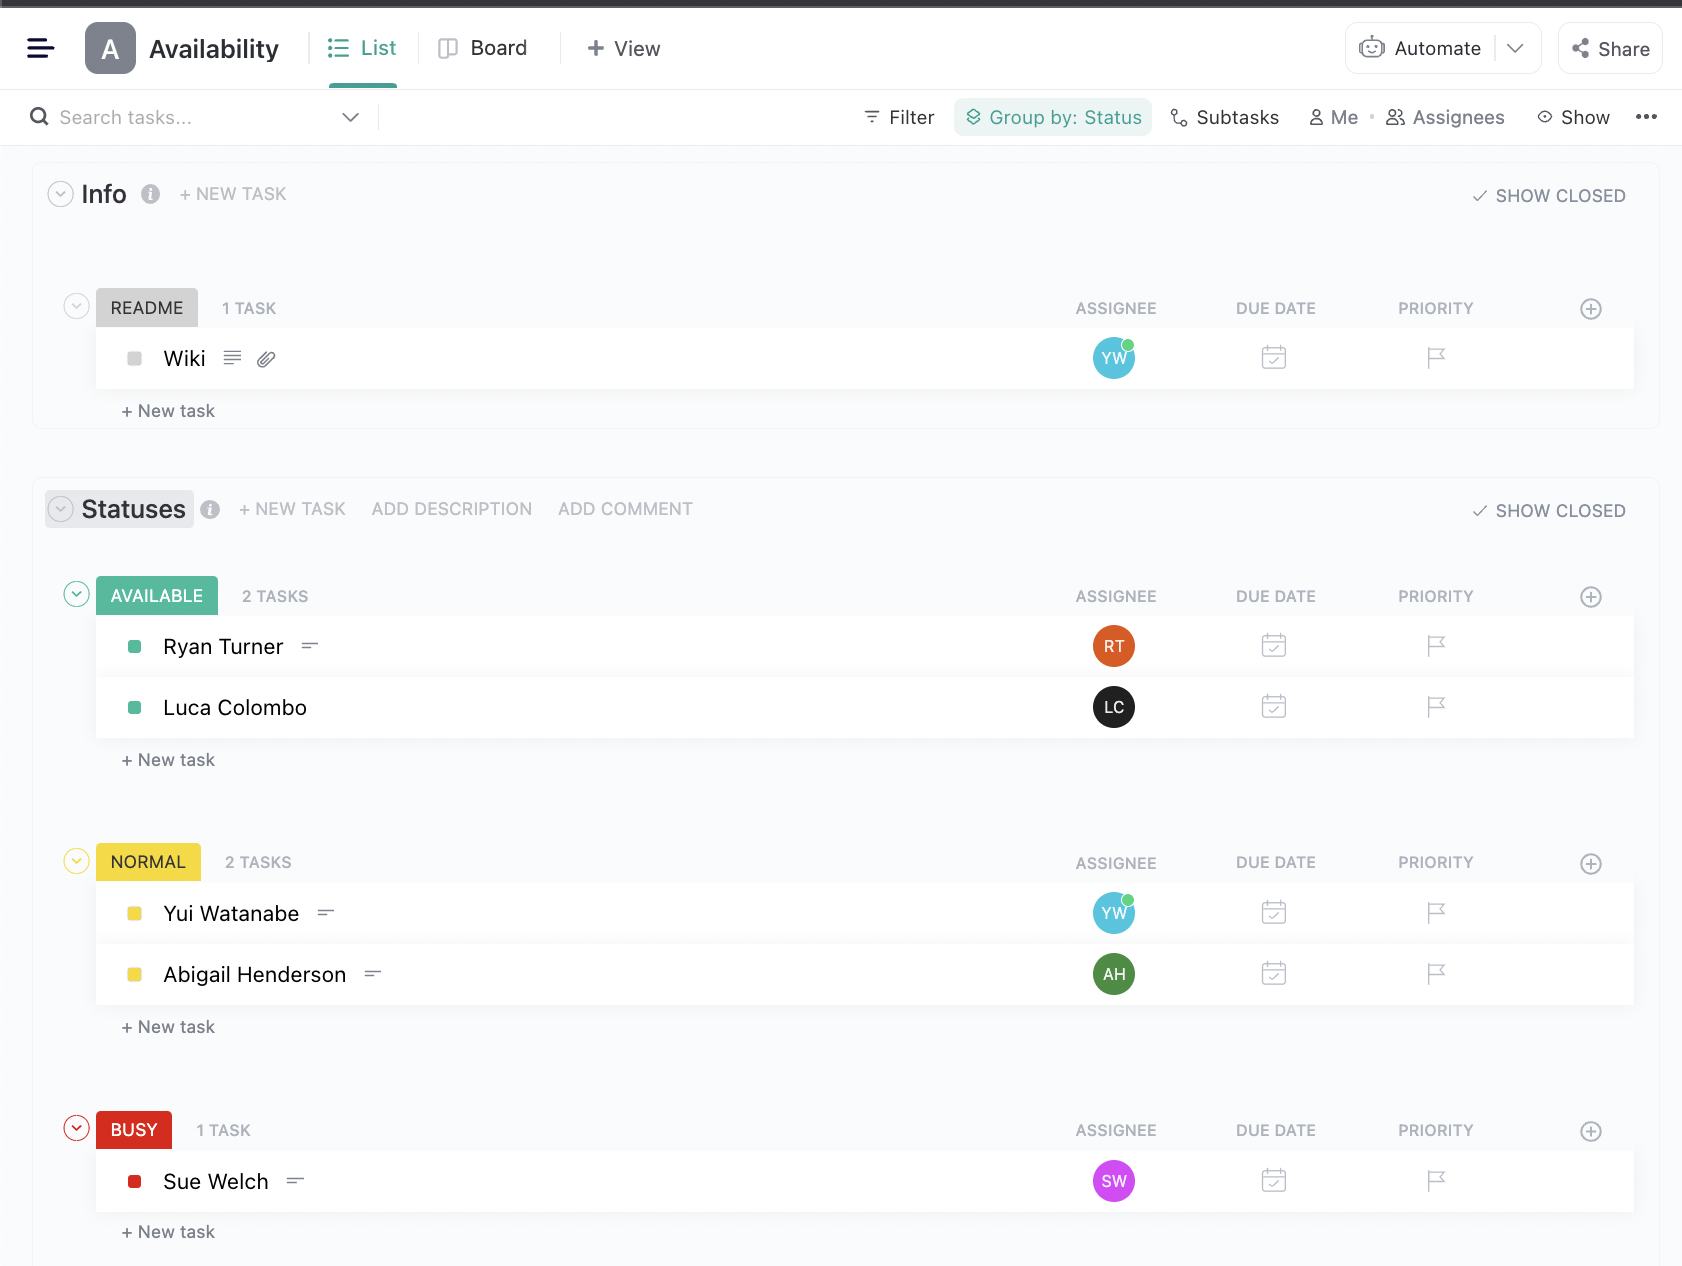 A Availability List Board + View Automate Share
Search tasks... Filter Group by: Status Subtasks Me Assignees Show
Info + NEW TASK SHOW CLOSED
README 1 TASK ASSIGNEE DUE DATE PRIORITY
Wiki YW
+ New task
Statuses + NEW TASK ADD DESCRIPTION ADD COMMENT SHOW CLOSED
AVAILABLE 2 TASKS ASSIGNEE DUE DATE PRIORITY
Ryan Turner RT
Luca Colombo LC
+ New task
NORMAL 2 TASKS ASSIGNEE DUE DATE PRIORITY
Yui Watanabe YW
Abigail Henderson AH
+ New task
BUSY 1 TASK ASSIGNEE DUE DATE PRIORITY
Sue Welch SW
+ New task